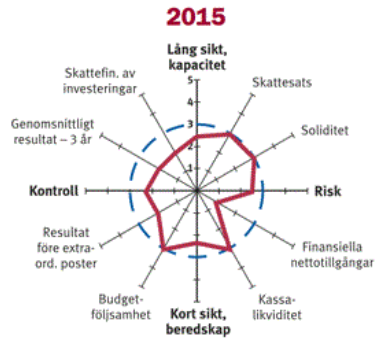 2015
Lång sikt,
kapacitet
Skattefin. av
investeringar
Skattesats
Genomsnittligt
resultat – 3 år
Soliditet
5
4
3
2
1
Kontroll
Risk
Resultat
före extra-
ord. poster
Finansiella
nettotillgångar
Budget-
följsamhet
Kassa-
likviditet
Kort sikt,
beredskap